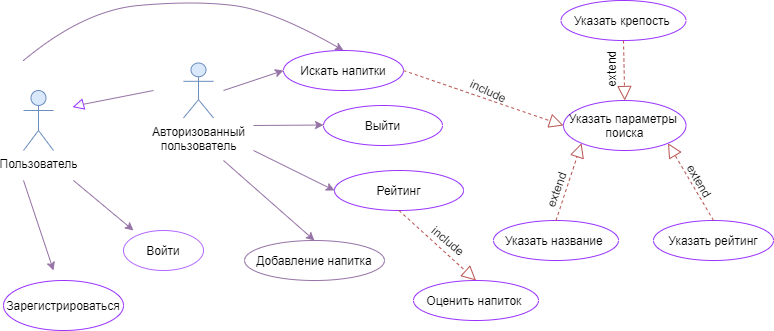 Указать крепость
Искать напитки
include
extend
Указать параметры
поиска
Авторизованный
пользователь
Выйти
Пользователь
Рейтинг
extend
extend
Войти
include
Указать название
Указать рейтинг
Добавление напитка
Зарегистрироваться
Оценить напиток